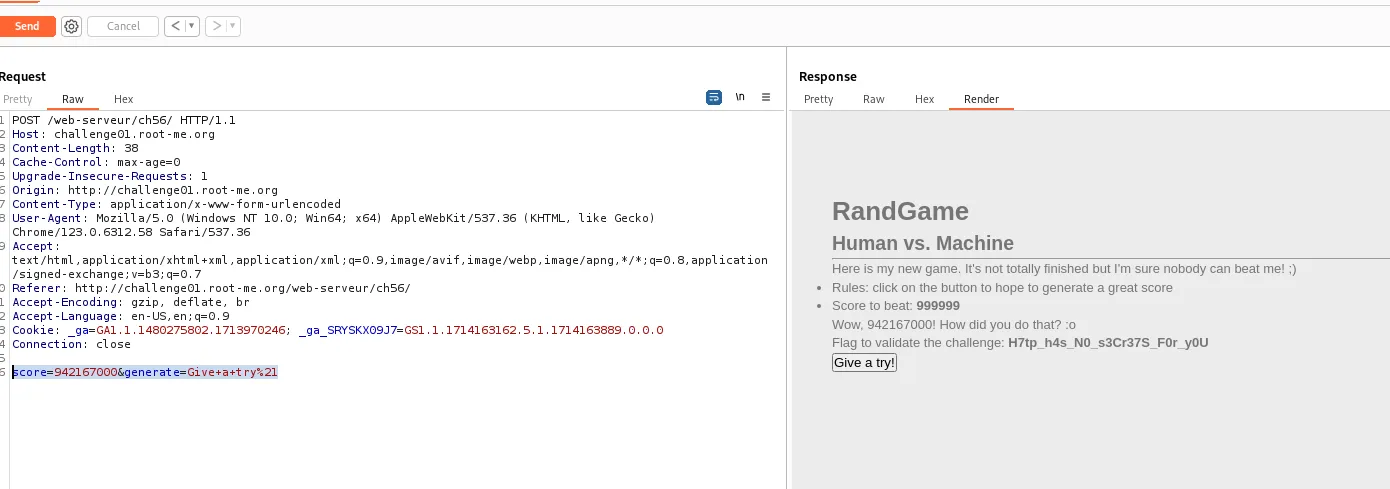 Send Cancel < >
Request
Pretty Raw Hex \n
1 POST /web-serveur/ch56/ HTTP/1.1
2 Host: challenge01.root-me.org
3 Content-Length: 38
4 Cache-Control: max-age=0
5 Upgrade-Insecure-Requests: 1
6 Origin: http://challenge01.root-me.org
7 Content-Type: application/x-www-form-urlencoded
8 User-Agent: Mozilla/5.0 (Windows NT 10.0; Win64; x64) AppleWebKit/537.36 (KHTML, like Gecko)
Chrome/123.0.6312.58 Safari/537.36
9 Accept:
text/html,application/xhtml+xml,application/xml;q=0.9,image/avif,image/webp,image/apng,*/*;q=0.8,application
/signed-exchange;v=b3;q=0.7
0 Referer: http://challenge01.root-me.org/web-serveur/ch56/
1 Accept-Encoding: gzip, deflate, br
2 Accept-Language: en-US,en;q=0.9
3 Cookie: _ga=GA1.1.1480275802.1713970246; _ga_SRYSKX09J7=GS1.1.1714163162.5.1.1714163889.0.0.0
4 Connection: close
5
6 score=942167000&generate=Give+a+try%21
Response
Pretty Raw Hex Render
RandGame
Human vs. Machine
Here is my new game. It's not totally finished but I'm sure nobody can beat me! ;)
• Rules: click on the button to hope to generate a great score
• Score to beat: 999999
Wow, 942167000! How did you do that? :o
Flag to validate the challenge: H7tp_h4s_N0_s3Cr37S_F0r_y0U
Give a try!